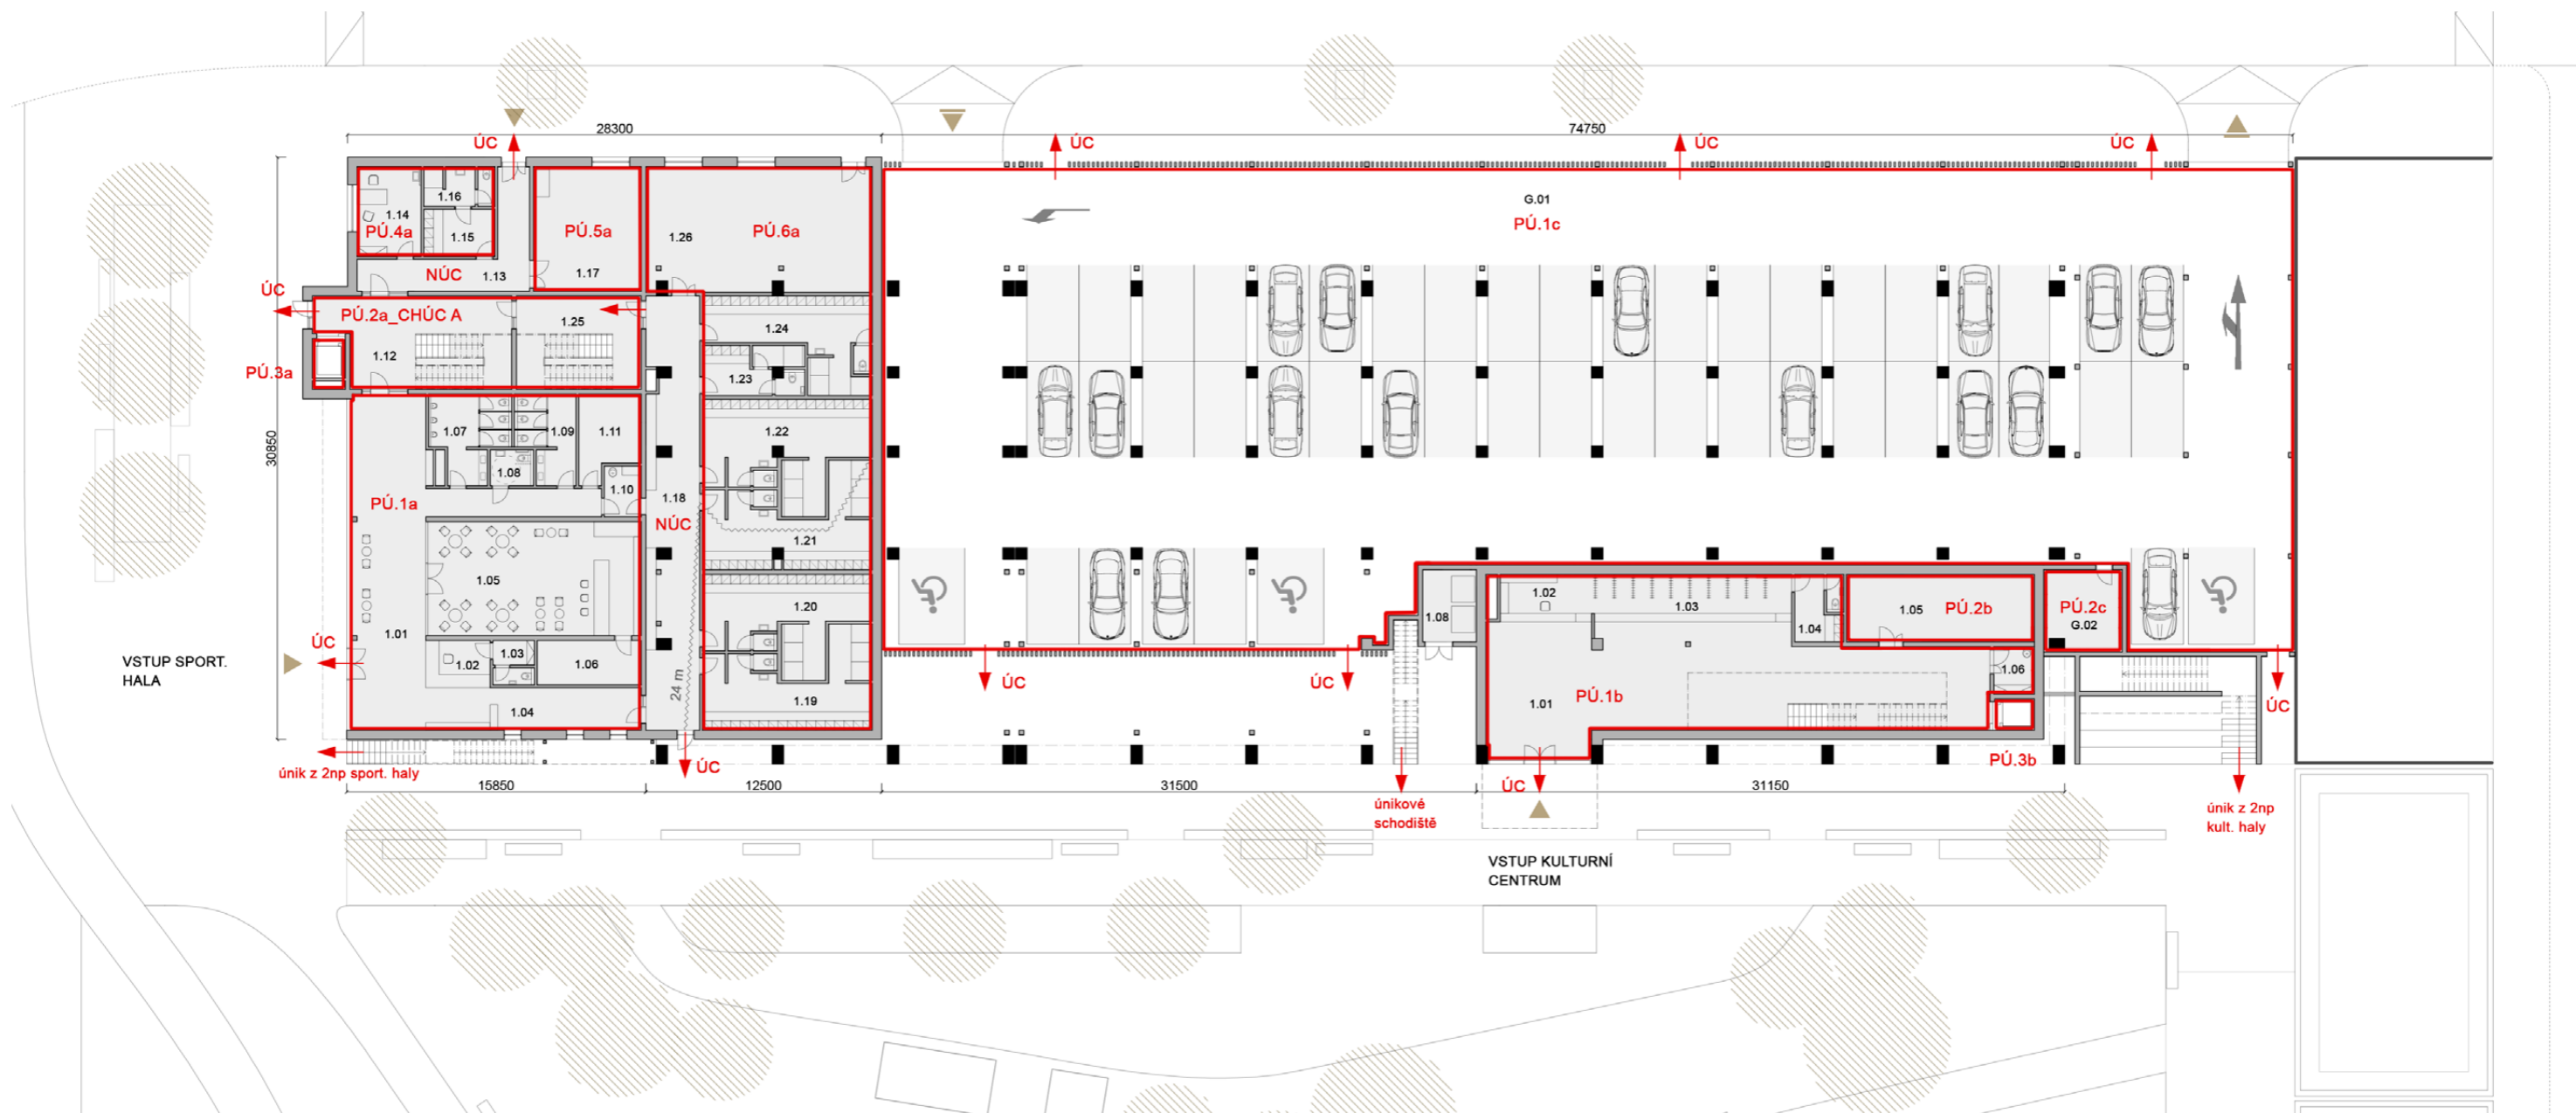 28300
74750
ÚC
ÚC
ÚC
ÚC
1.16
1.14
PÚ.4a
1.15
PÚ.5a
1.26
PÚ.6a
G.01
PÚ.1c
NÚC
1.13
1.17
ÚC
PÚ.2a_CHÚC A
1.25
1.24
1.12
PÚ.3a
1.23
30850
1.07
1.09
1.11
1.22
1.08
1.10
PÚ.1a
1.18
NÚC
1.21
1.05
1.20
1.02
1.03
1.05
PÚ.2b
PÚ.2c
G.02
1.08
1.04
1.01
ÚC
VSTUP SPORT.
HALA
1.02
1.03
1.06
1.06
24 m
ÚC
ÚC
1.19
1.01
PÚ.1b
ÚC
1.04
únik z 2np sport. haly
ÚC
PÚ.3b
15850
12500
31500
ÚC
31150
únikové
schodiště
únik z 2np
kult. haly
VSTUP KULTURNÍ
CENTRUM